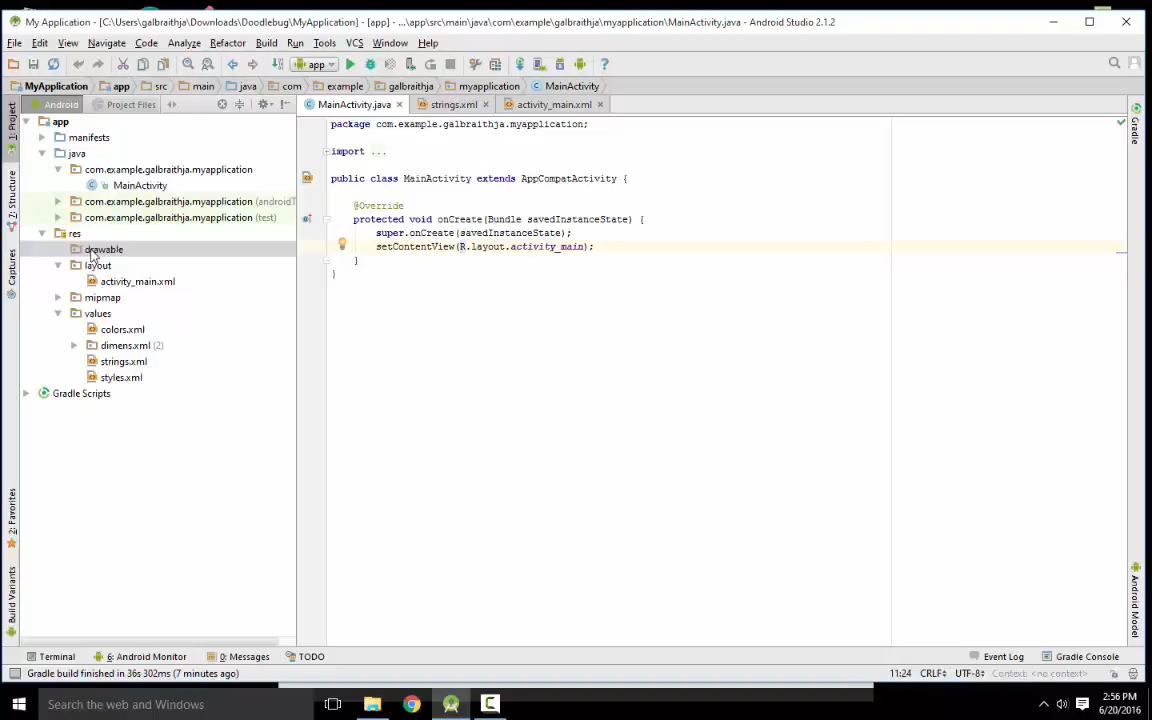 My Application - [C:\Users\galbraithja\Downloads\Doodlebug\MyApplication] - [app] - ...\app\src\main\java\com\example\galbraithja\myapplication\MainActivity.java - Android Studio 2.1.2
File Edit View Navigate Code Analyze Refactor Build Run Tools VCS Window Help
app
MyApplication app src main java com example galbraithja myapplication MainActivity
Android Project Files MainActivity.java strings.xml activity_main.xml
1: Project
2: Structure
Captures
2: Favorites
Build Variants
app
manifests
java
com.example.galbraithja.myapplication
MainActivity
com.example.galbraithja.myapplication (androidT
com.example.galbraithja.myapplication (test)
res
drawable
layout
activity_main.xml
mipmap
values
colors.xml
dimens.xml (2)
strings.xml
styles.xml
Gradle Scripts
package com.example.galbraithja.myapplication;
import ...
public class MainActivity extends AppCompatActivity {
@Override
protected void onCreate(Bundle savedInstanceState) {
super.onCreate(savedInstanceState);
setContentView(R.layout.activity_main);
}
}
Gradle
Android Model
Terminal 6: Android Monitor 0: Messages TODO Event Log Gradle Console
Gradle build finished in 36s 302ms (7 minutes ago) 11:24 CRLF UTF-8 Context: <no context>
Search the web and Windows
2:56 PM
6/20/2016